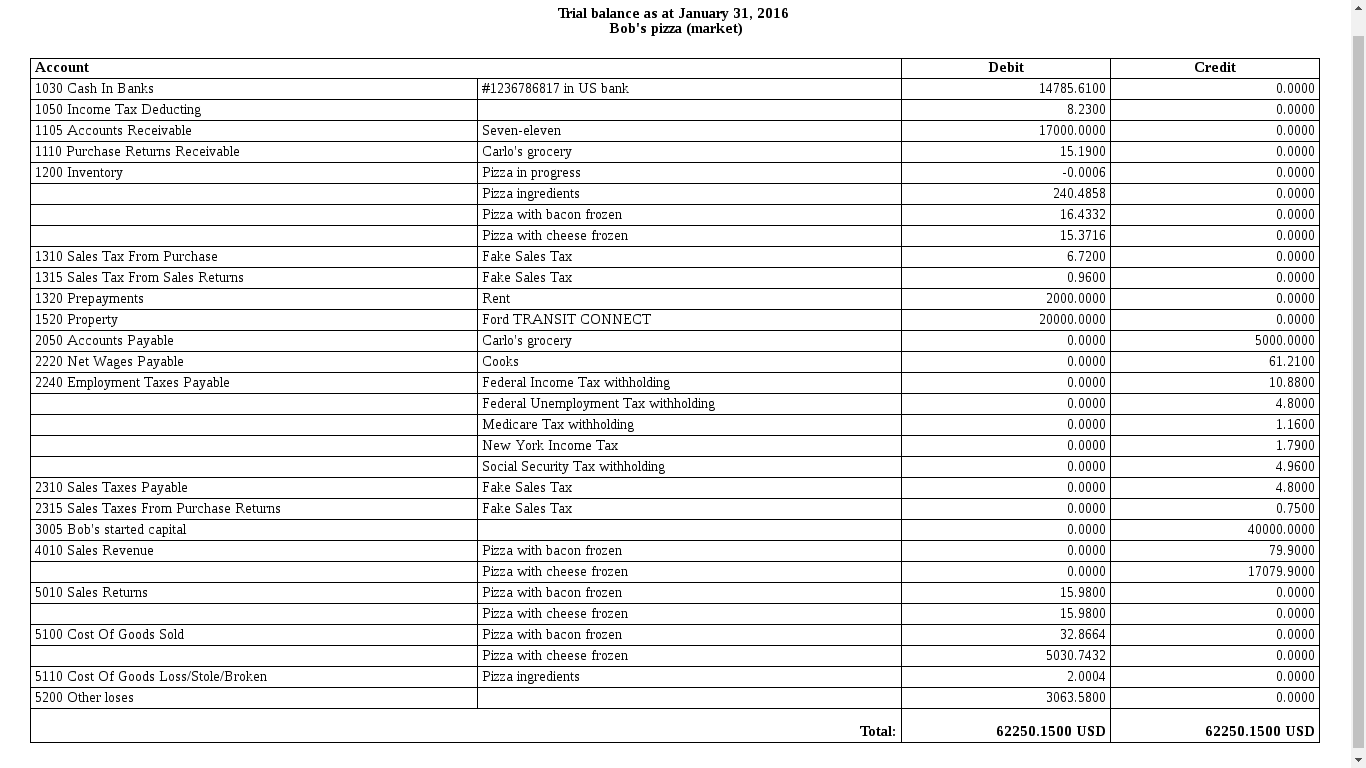 Trial balance as at January 31, 2016
Bob's pizza (market)
Account Debit Credit
1030 Cash In Banks #1236786817 in US bank 14785.6100 0.0000
1050 Income Tax Deducting 8.2300 0.0000
1105 Accounts Receivable Seven-eleven 17000.0000 0.0000
1110 Purchase Returns Receivable Carlo's grocery 15.1900 0.0000
1200 Inventory Pizza in progress -0.0006 0.0000
Pizza ingredients 240.4858 0.0000
Pizza with bacon frozen 16.4332 0.0000
Pizza with cheese frozen 15.3716 0.0000
1310 Sales Tax From Purchase Fake Sales Tax 6.7200 0.0000
1315 Sales Tax From Sales Returns Fake Sales Tax 0.9600 0.0000
1320 Prepayments Rent 2000.0000 0.0000
1520 Property Ford TRANSIT CONNECT 20000.0000 0.0000
2050 Accounts Payable Carlo's grocery 0.0000 5000.0000
2220 Net Wages Payable Cooks 0.0000 61.2100
2240 Employment Taxes Payable Federal Income Tax withholding 0.0000 10.8800
Federal Unemployment Tax withholding 0.0000 4.8000
Medicare Tax withholding 0.0000 1.1600
New York Income Tax 0.0000 1.7900
Social Security Tax withholding 0.0000 4.9600
2310 Sales Taxes Payable Fake Sales Tax 0.0000 4.8000
2315 Sales Taxes From Purchase Returns Fake Sales Tax 0.0000 0.7500
3005 Bob's started capital 0.0000 40000.0000
4010 Sales Revenue Pizza with bacon frozen 0.0000 79.9000
Pizza with cheese frozen 0.0000 17079.9000
5010 Sales Returns Pizza with bacon frozen 15.9800 0.0000
Pizza with cheese frozen 15.9800 0.0000
5100 Cost Of Goods Sold Pizza with bacon frozen 32.8664 0.0000
Pizza with cheese frozen 5030.7432 0.0000
5110 Cost Of Goods Loss/Stole/Broken Pizza ingredients 2.0004 0.0000
5200 Other loses 3063.5800 0.0000
Total: 62250.1500 USD 62250.1500 USD